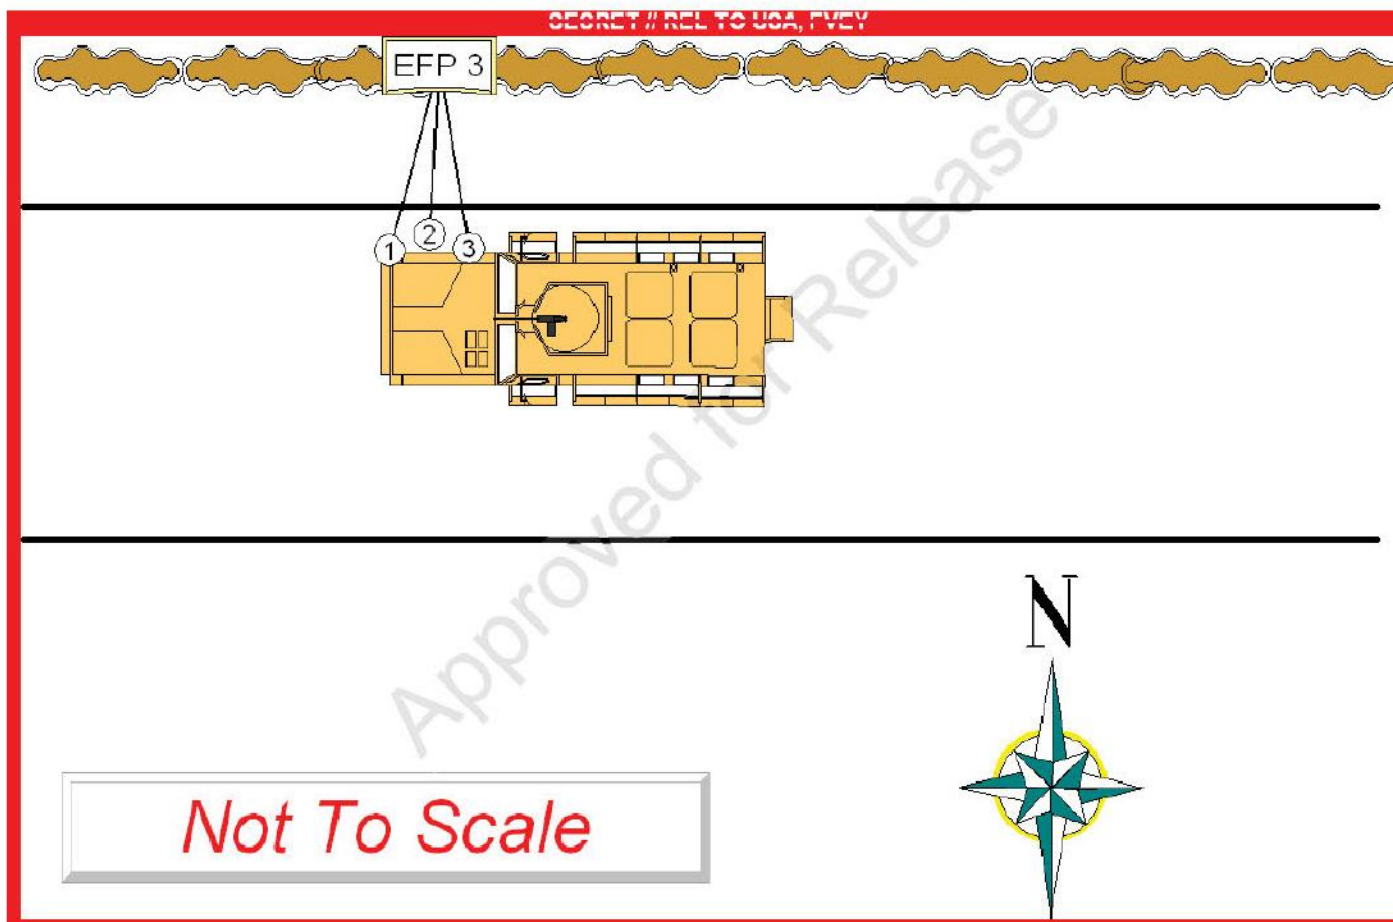 SECRET // REL TO USA, FVEY
EFP 3
1
2
3
Approved for Release
N
Not To Scale